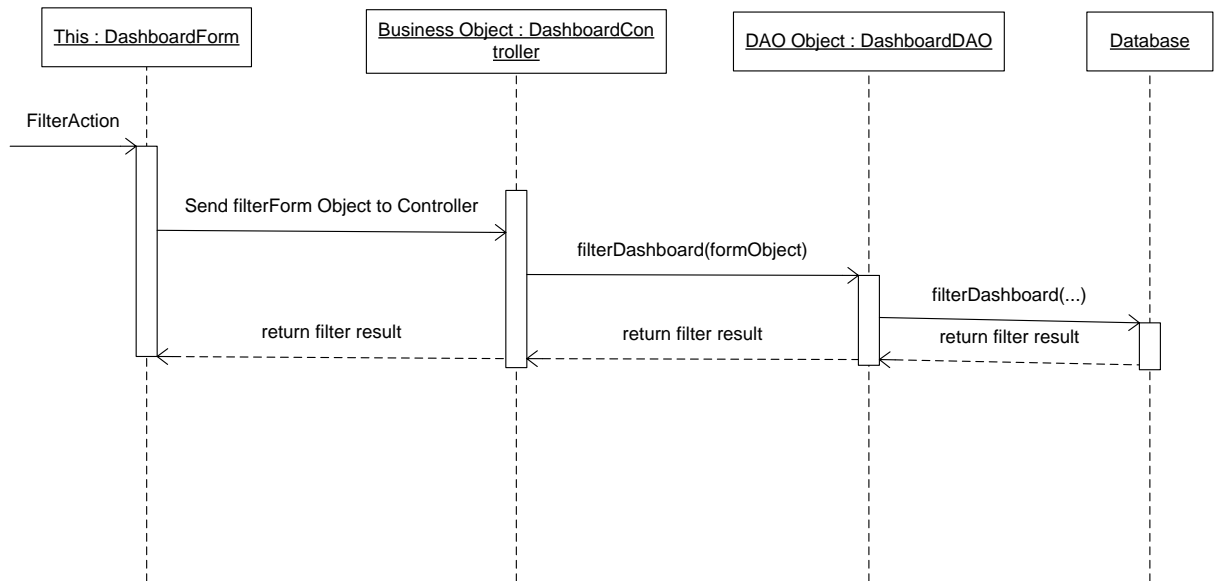 This : DashboardForm
Business Object : DashboardCon
troller
DAO Object : DashboardDAO
Database
FilterAction
Send filterForm Object to Controller
filterDashboard(formObject)
filterDashboard(...)
return filter result
return filter result
return filter result